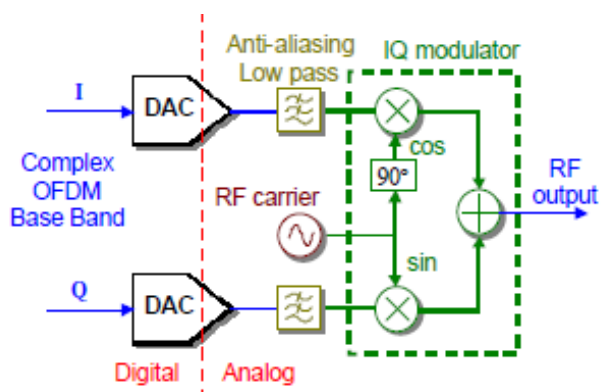 Anti-aliasing
Low pass
IQ modulator
I
DAC
Complex
OFDM
Base Band
cos
90°
RF carrier
RF
output
sin
Q
DAC
Digital
Analog